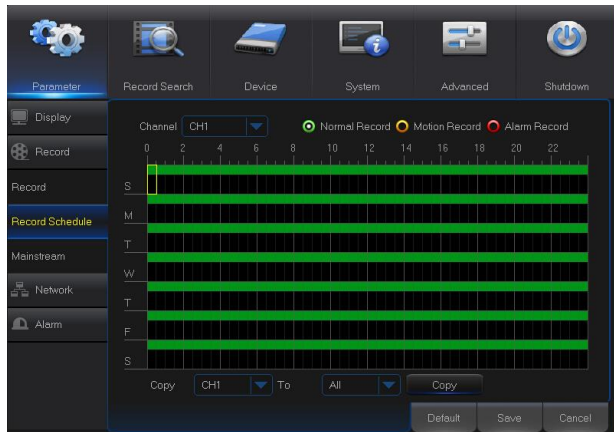 Parameter Record Search Device System Advanced Shutdown
Display
Record
Record
Record Schedule
Mainstream
Network
Alarm
Channel CH1 Normal Record Motion Record Alarm Record
0 2 4 6 8 10 12 14 16 18 20 22
S
M
T
W
T
F
S
Copy CH1 To All Copy
Default Save Cancel